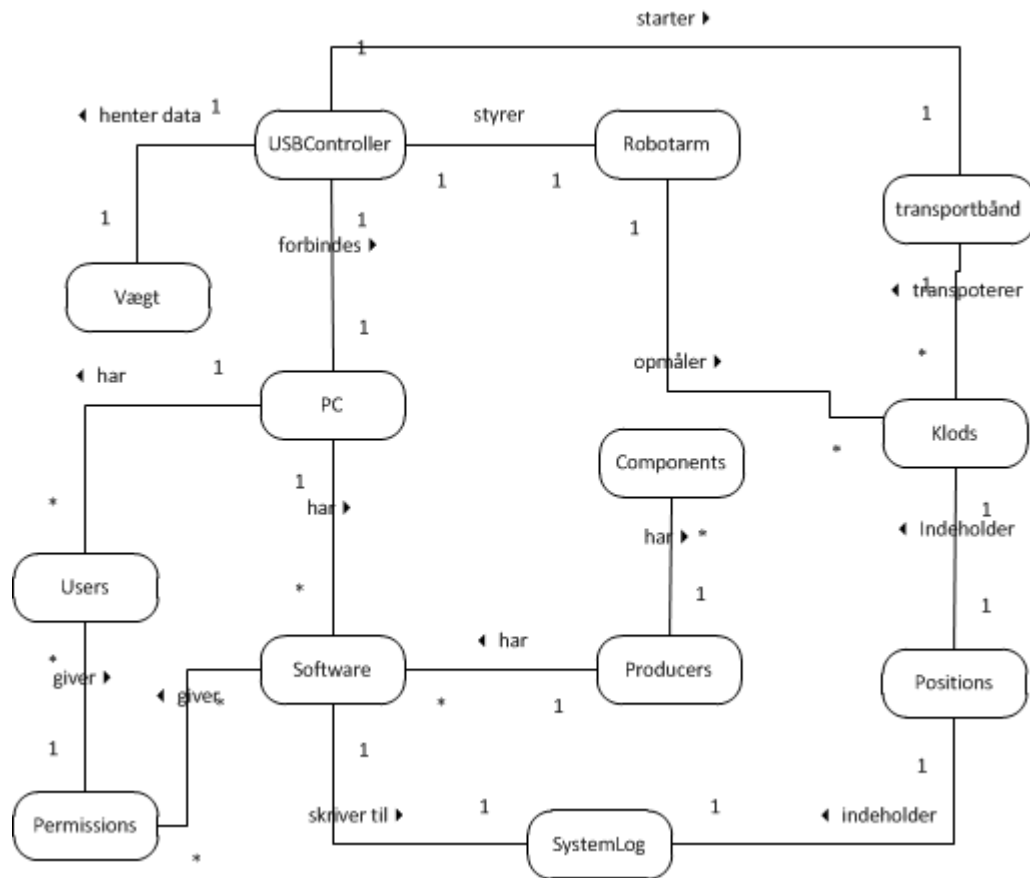 starter ▶
1
◀ henter data
1
styrer
1
USBController
Robotarm
1
1
1
transportbånd
1
1
1
forbindes ▶
1
◀ transpoterer
Vægt
1
1
*
◀ har
opmåler ▶
PC
Klods
*
Components
1
*
har ▶
1
◀ Indeholder
har ▶
*
Users
*
1
1
*
giver ▶
Software
◀ har
Producers
Positions
◀ giver
*
*
1
1
1
1
Permissions
skriver til ▶
1
1
◀ indeholder
*
SystemLog